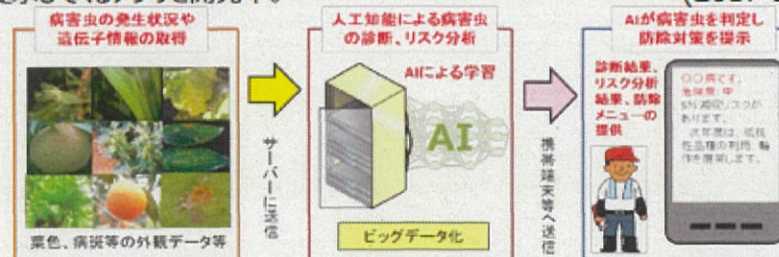 病害虫の発生状況や
遺伝子情報の取得
葉色、病斑等の外観データ等
サーバーに送信
人工知能による病害虫
の診断、リスク分析
AIによる学習
AI
ビッグデータ化
携帯端末等へ送信
AIが病害虫を判定し
防除対策を提示
診断結果、
リスク分析
結果、防除
メニューの
提供
〇〇病です。
危険度:中
5%減収リスクが
あります。
次年度は、抵抗
性品種の利用、輪
作を推奨します。